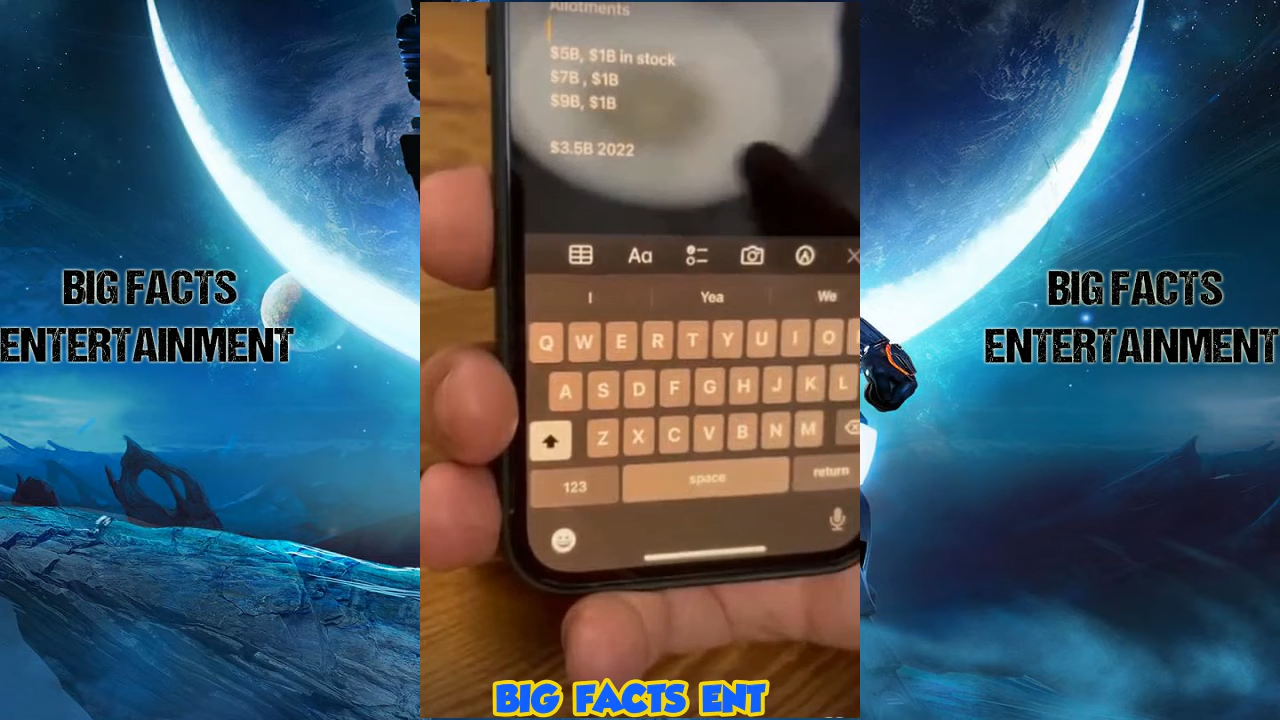 BIG FACTS
ENTERTAINMENT
Allotments
$5B, $1B in stock
$7B , $1B
$9B, $1B
$3.5B 2022
Aa
I Yea We
Q W E R T Y U I O
A S D F G H J K L
Z X C V B N M
123 space return
BIG FACTS
ENTERTAINMENT
BIG FACTS ENT